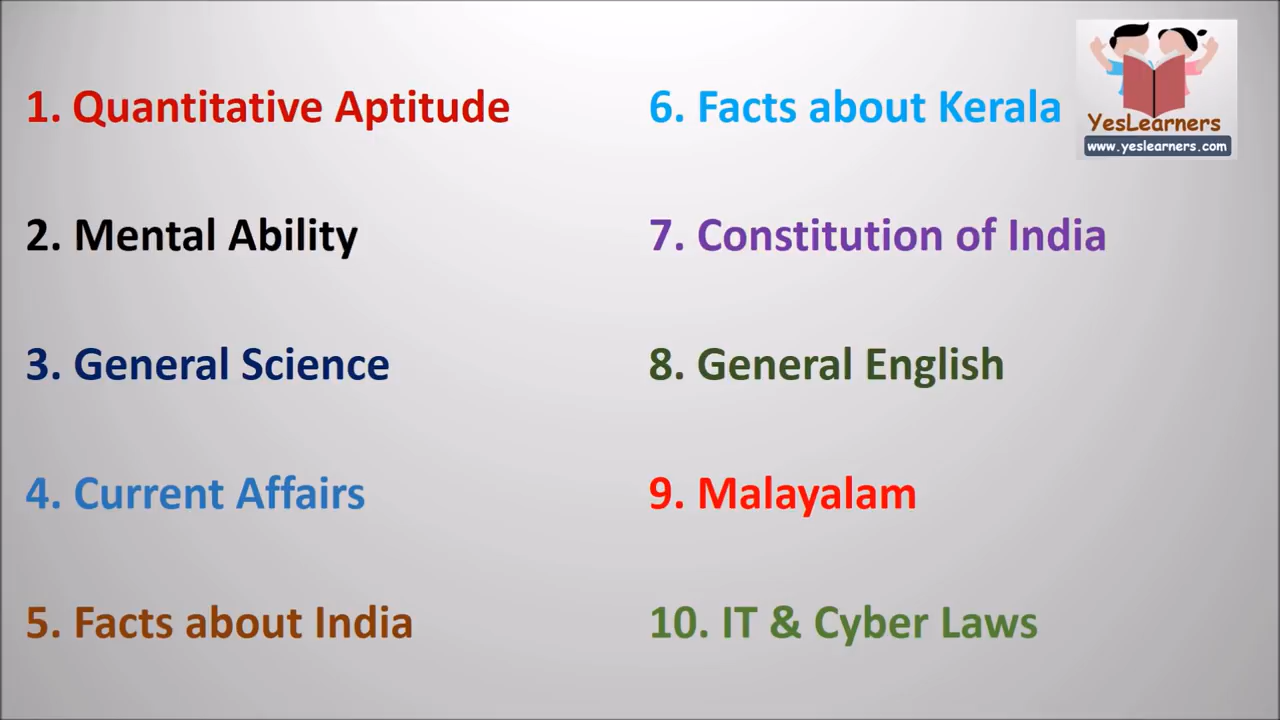 1. Quantitative Aptitude
2. Mental Ability
3. General Science
4. Current Affairs
5. Facts about India
6. Facts about Kerala
7. Constitution of India
8. General English
9. Malayalam
10. IT & Cyber Laws
YesLearners
www.yeslearners.com